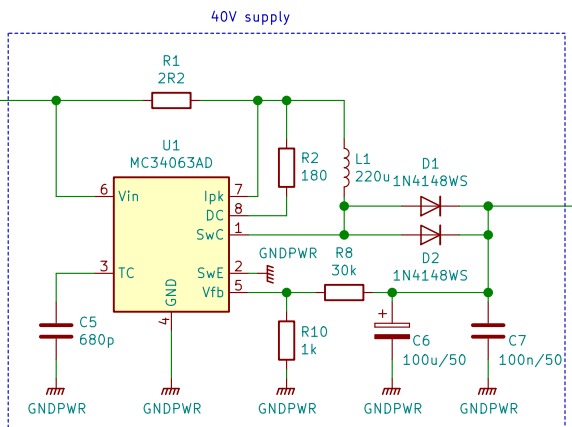 40V supply
R1
2R2
U1
MC34063AD
6 Vin
Ipk 7
DC 8
SwC 1
3 TC
SwE 2
Vfb 5
GND
4
R2
180
L1
220u
D1
1N4148WS
GNDPWR
R8
30k
D2
1N4148WS
C5
680p
R10
1k
+
C6
100u/50
C7
100n/50
GNDPWR GNDPWR GNDPWR GNDPWR GNDPWR